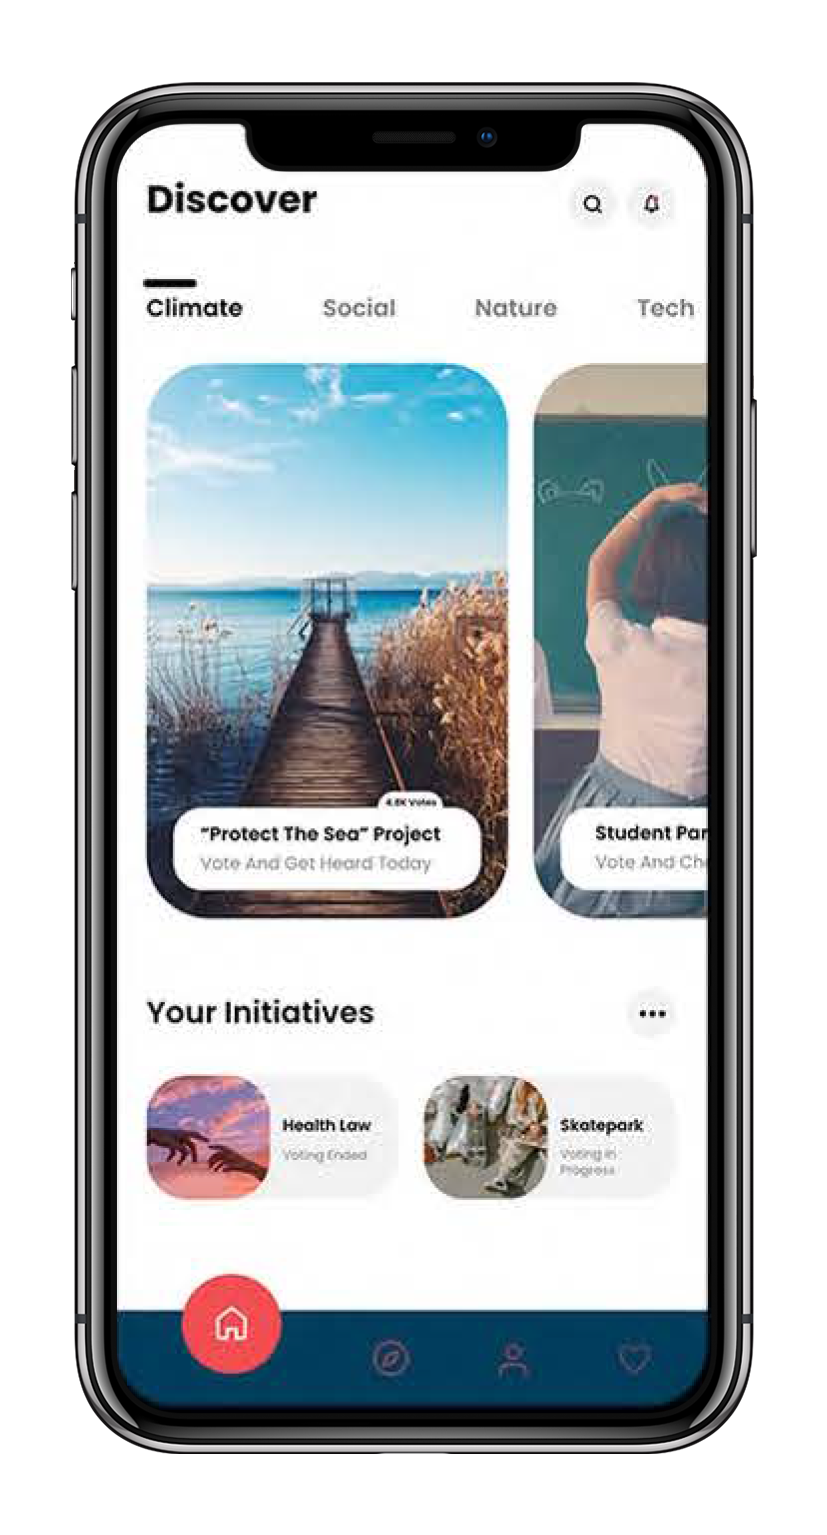 Discover
Climate
Social
Nature
Tech
4.8K Votes
“Protect The Sea” Project
Vote And Get Heard Today
Student Par
Vote And Ch
Your Initiatives
Health Law
Voting Ended
Skatepark
Voting In
Progress